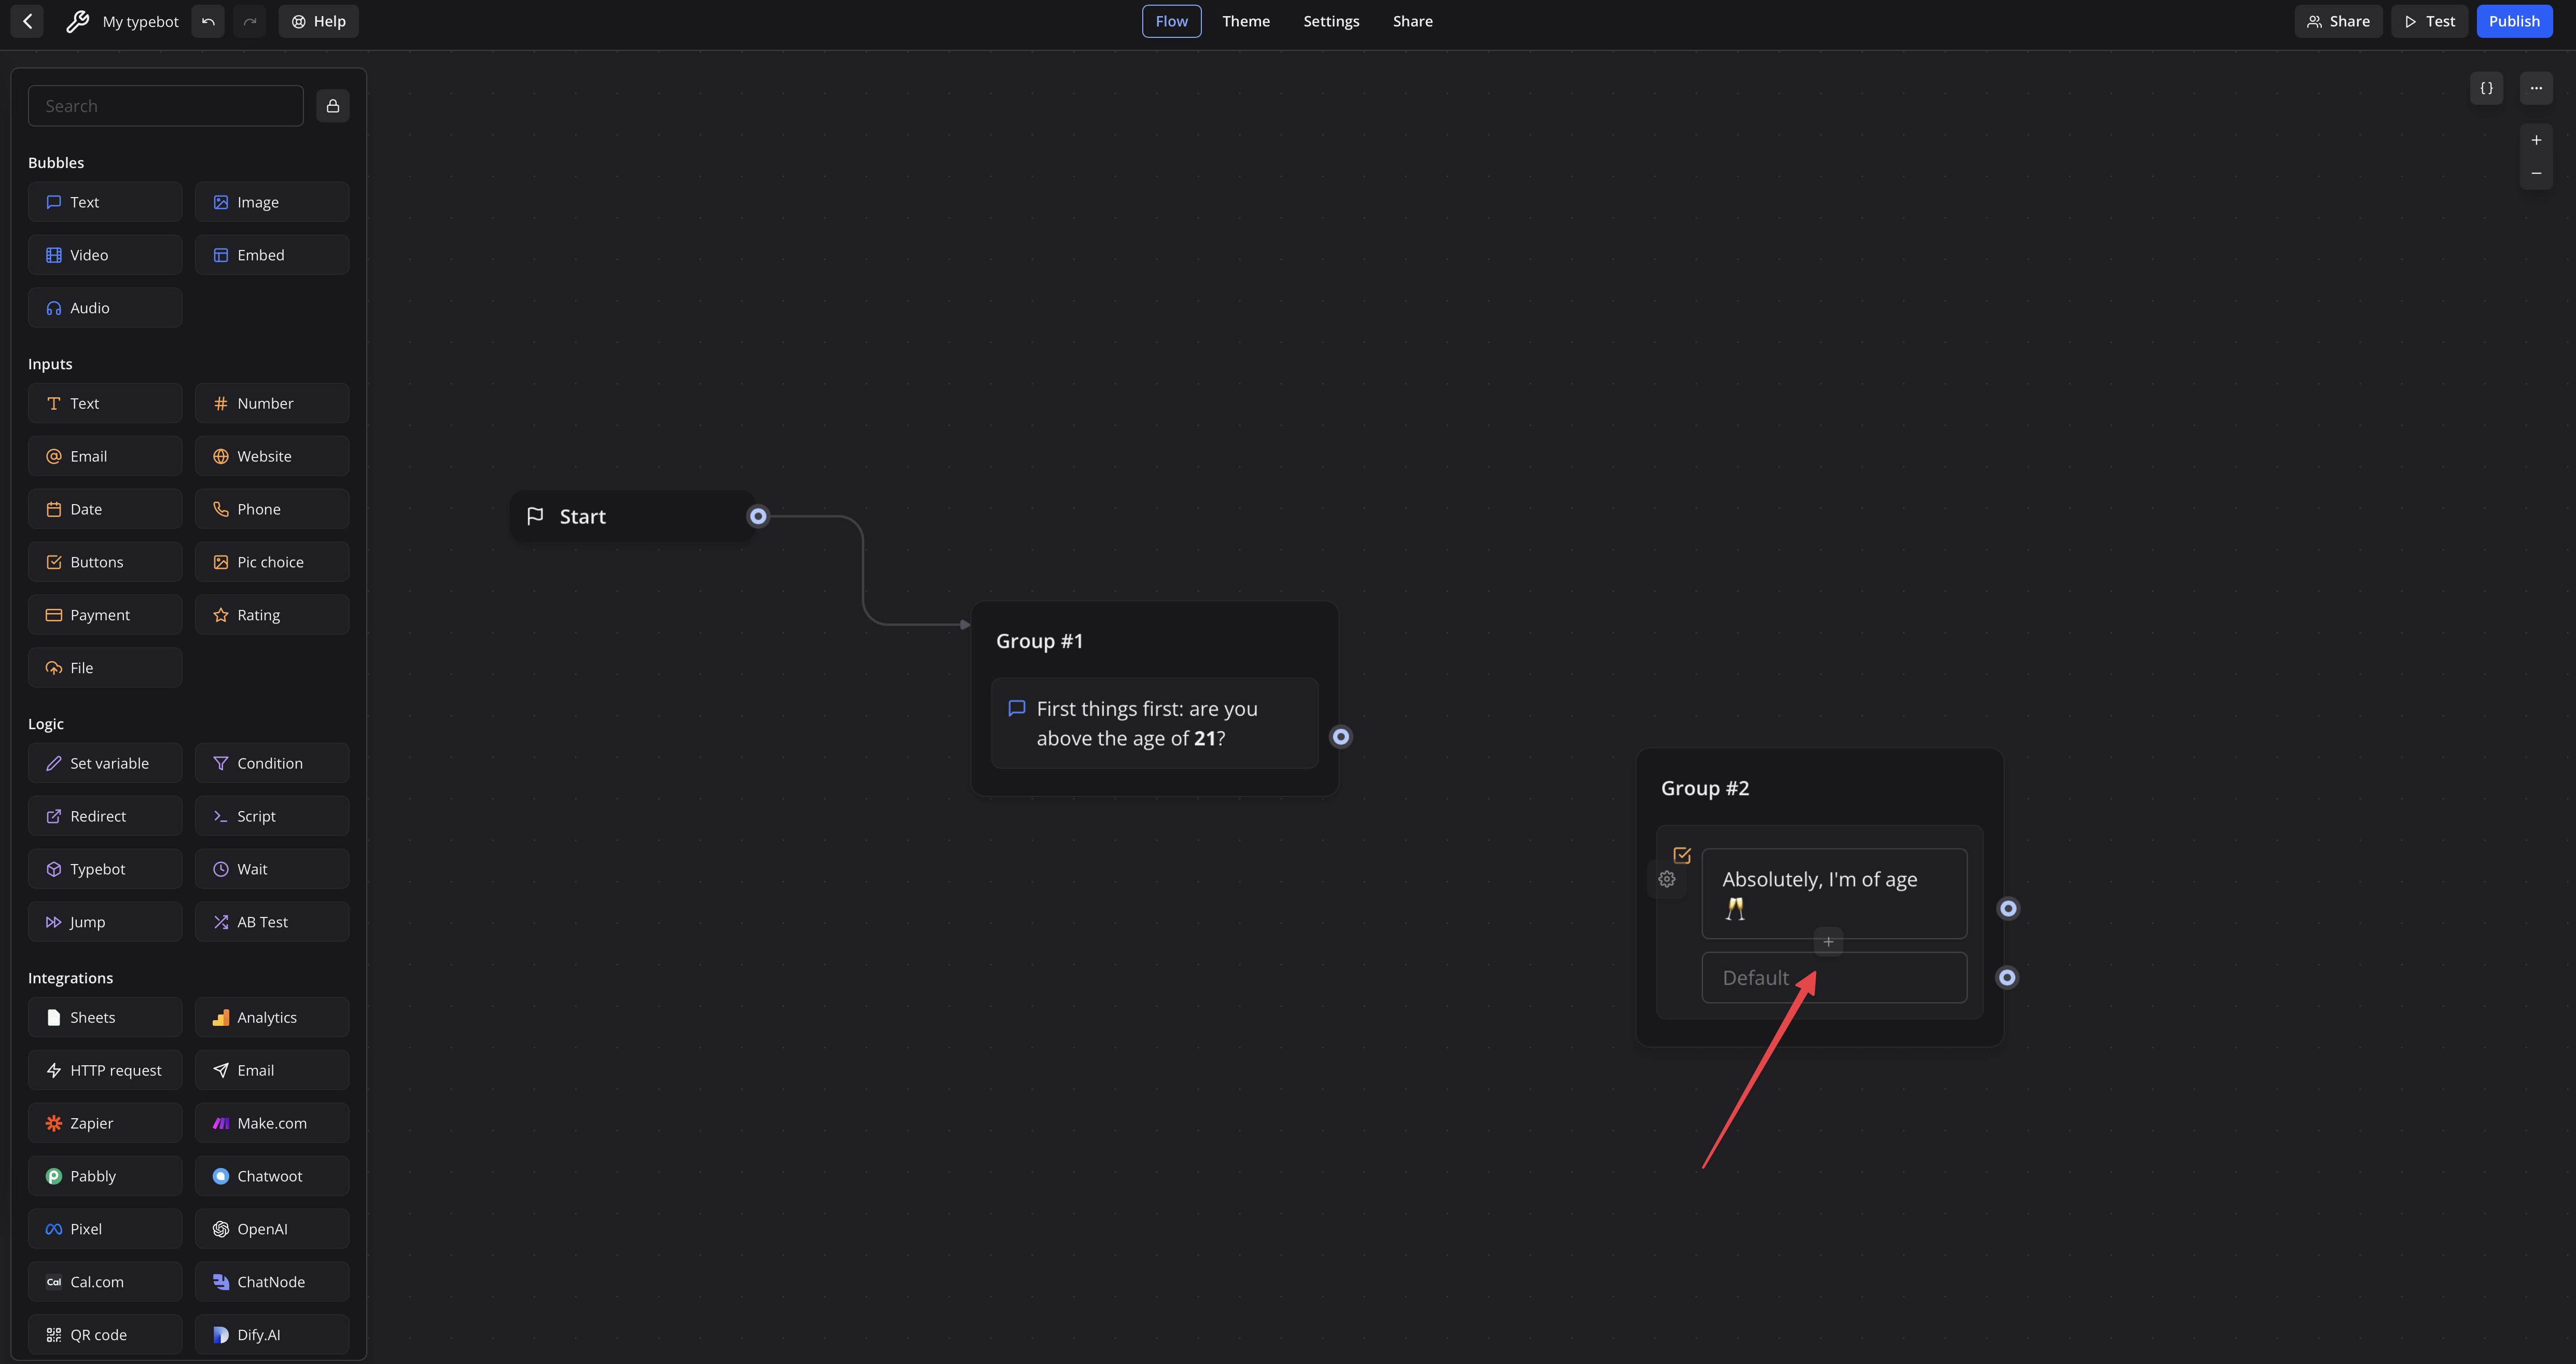 My typebot
Help
Flow
Theme
Settings
Share
Share
Test
Publish
Search
Bubbles
Text
Image
Video
Embed
Audio
Inputs
Text
Number
Email
Website
Date
Phone
Buttons
Pic choice
Payment
Rating
File
Logic
Set variable
Condition
Redirect
Script
Typebot
Wait
Jump
AB Test
Integrations
Sheets
Analytics
HTTP request
Email
Zapier
Make.com
Pabbly
Chatwoot
Pixel
OpenAI
Cal Cal.com
ChatNode
QR code
Dify.AI
Start
Group #1
First things first: are you
above the age of 21?
Group #2
Absolutely, I'm of age
🥂
Default